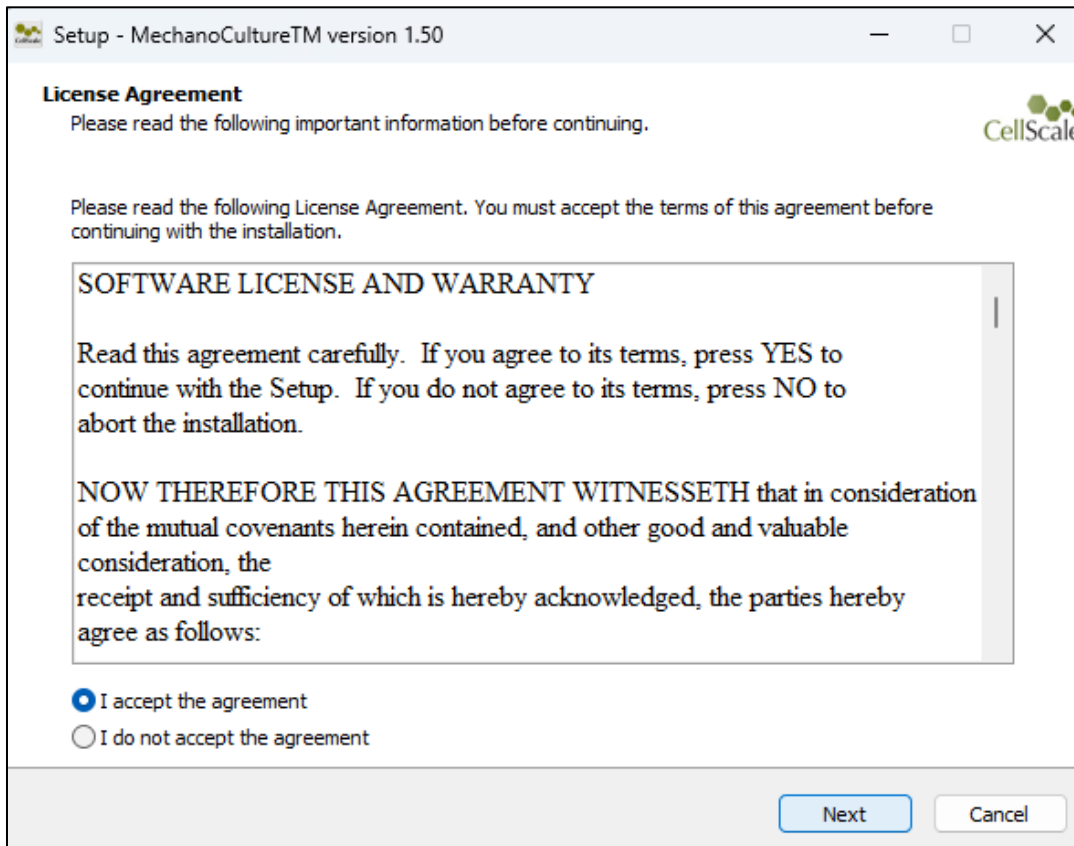 Setup - MechanoCultureTM version 1.50
License Agreement
Please read the following important information before continuing.
CellScale
Please read the following License Agreement. You must accept the terms of this agreement before
continuing with the installation.
SOFTWARE LICENSE AND WARRANTY
Read this agreement carefully.  If you agree to its terms, press YES to
continue with the Setup.  If you do not agree to its terms, press NO to
abort the installation.
NOW THEREFORE THIS AGREEMENT WITNESSETH that in consideration
of the mutual covenants herein contained, and other good and valuable
consideration, the
receipt and sufficiency of which is hereby acknowledged, the parties hereby
agree as follows:
I accept the agreement
I do not accept the agreement
Next
Cancel